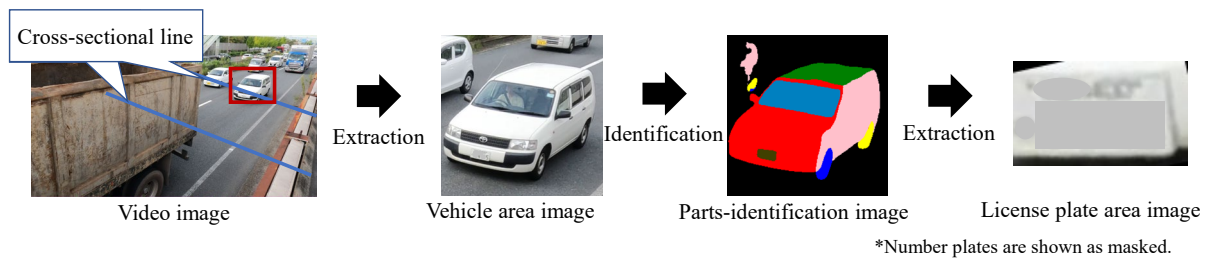 Cross-sectional line
Extraction
Identification
Extraction
Video image
Vehicle area image
Parts-identification image
License plate area image
*Number plates are shown as masked.